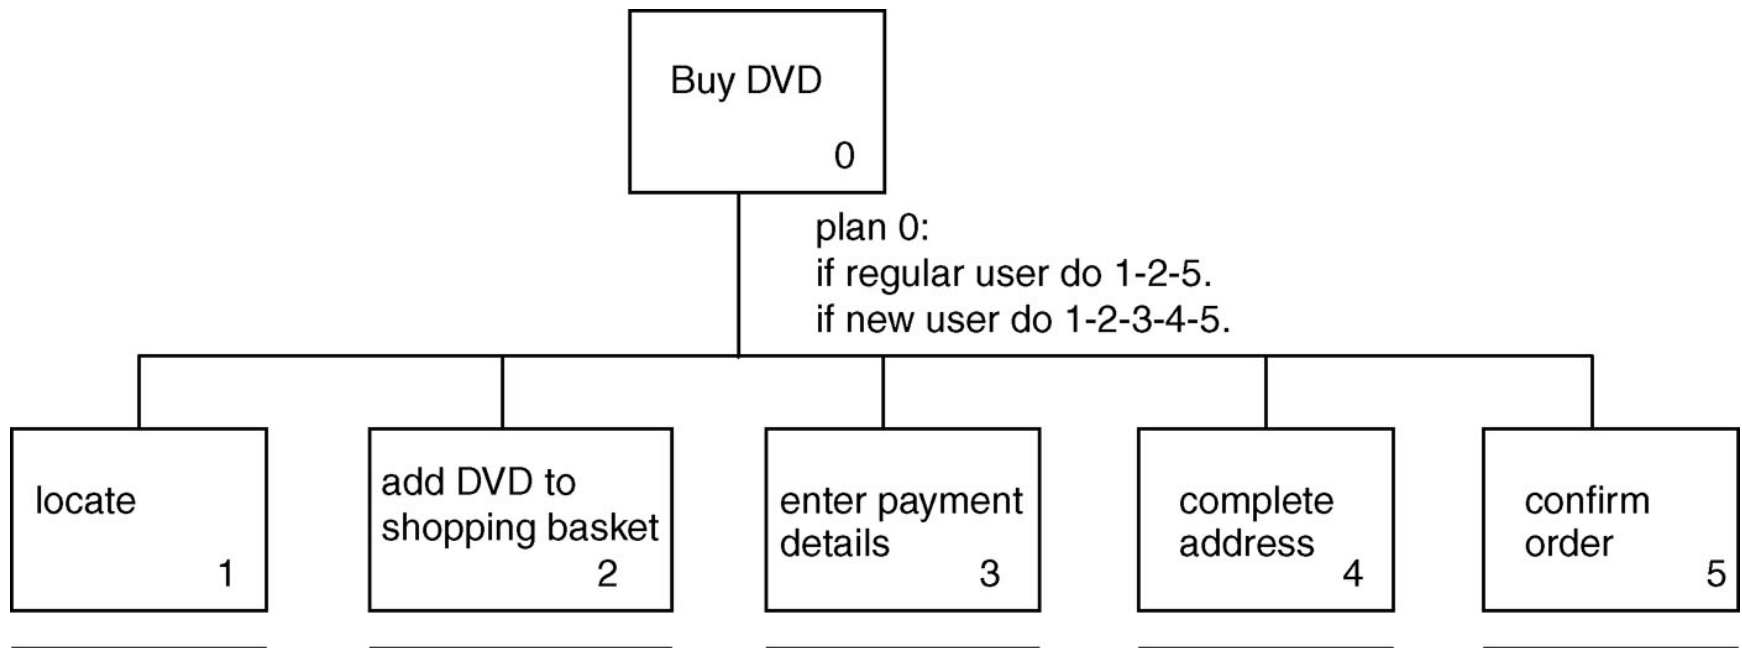 Buy DVD
0
plan 0:
if regular user do 1-2-5.
if new user do 1-2-3-4-5.
locate
1
add DVD to
shopping basket
2
enter payment
details
3
complete
address
4
confirm
order
5